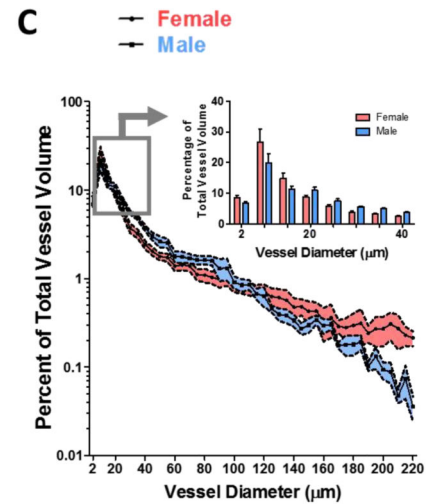 C
Female
Male
Percent of Total Vessel Volume
100
10
1
0.1
0.01
2 20 40 60 80 100 120 140 160 180 200 220
Vessel Diameter (μm)
Percentage of
Total Vessel Volume
40
30
20
10
0
2 20 40
Vessel Diameter (μm)
Female
Male